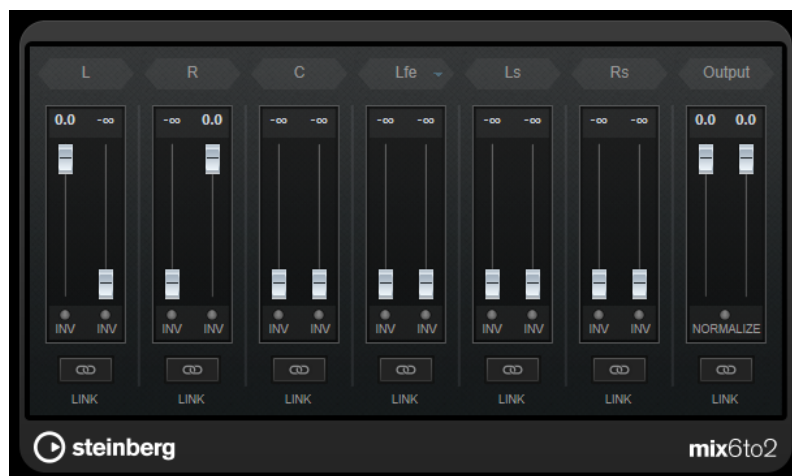 L R C Lfe Ls Rs Output
0.0 -∞ -∞ 0.0 -∞ -∞ -∞ -∞ -∞ -∞ -∞ -∞ 0.0 0.0
INV INV INV INV INV INV INV INV INV INV INV INV NORMALIZE
LINK LINK LINK LINK LINK LINK LINK
steinberg mix6to2